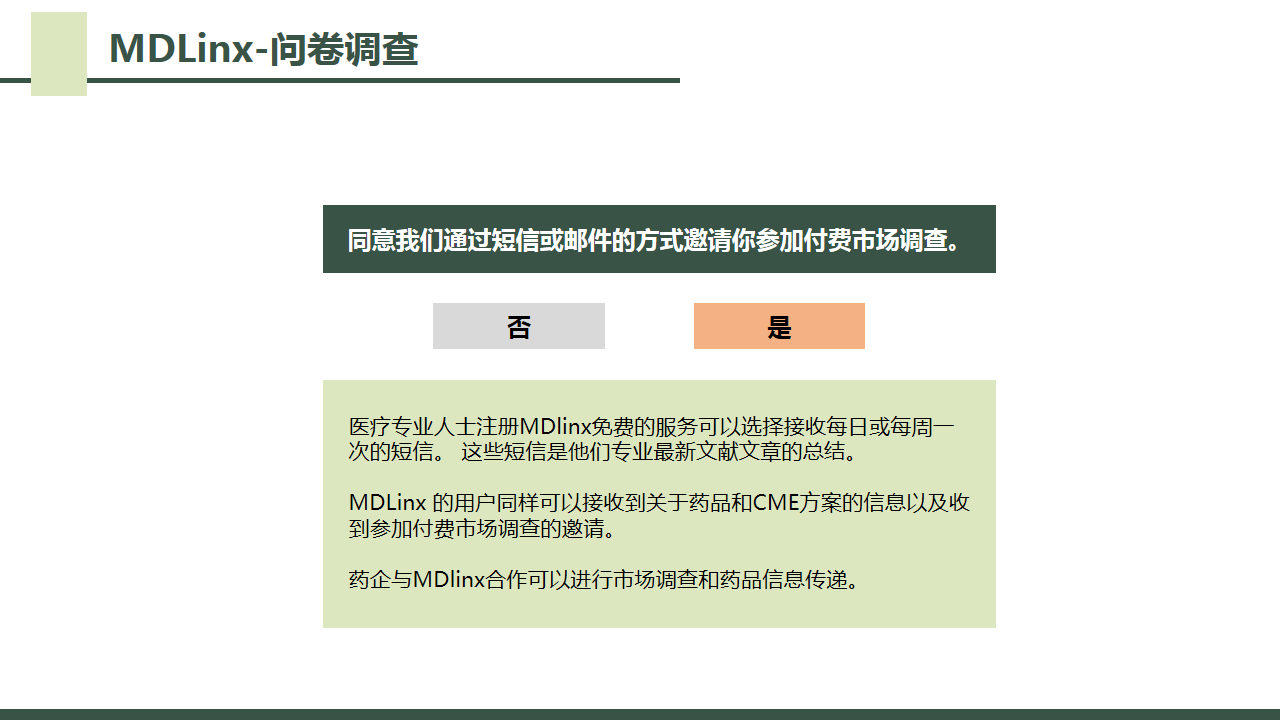 MDLinx-问卷调查
同意我们通过短信或邮件的方式邀请你参加付费市场调查。
否
是
医疗专业人士注册MDlinx免费的服务可以选择接收每日或每周一
次的短信。 这些短信是他们专业最新文献文章的总结。
MDLinx 的用户同样可以接收到关于药品和CME方案的信息以及收
到参加付费市场调查的邀请。
药企与MDlinx合作可以进行市场调查和药品信息传递。